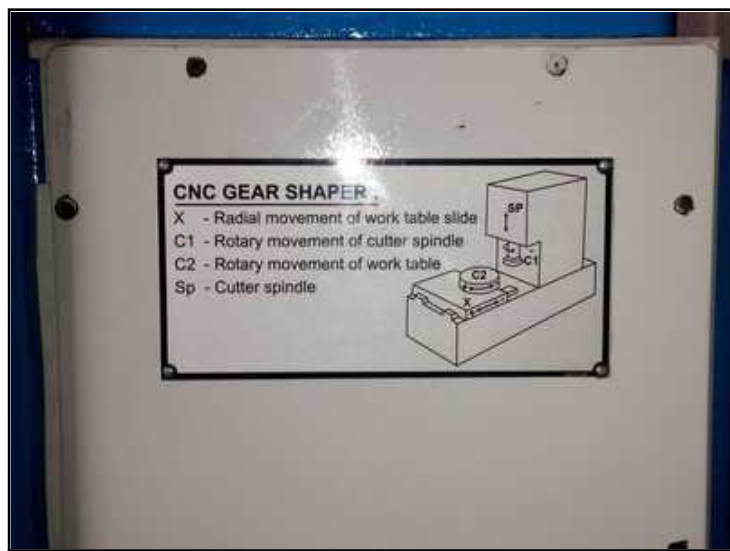 CNC GEAR SHAPER :
X - Radial movement of work table slide
C1 - Rotary movement of cutter spindle
C2 - Rotary movement of work table
Sp - Cutter spindle
SP
C1
C2
X